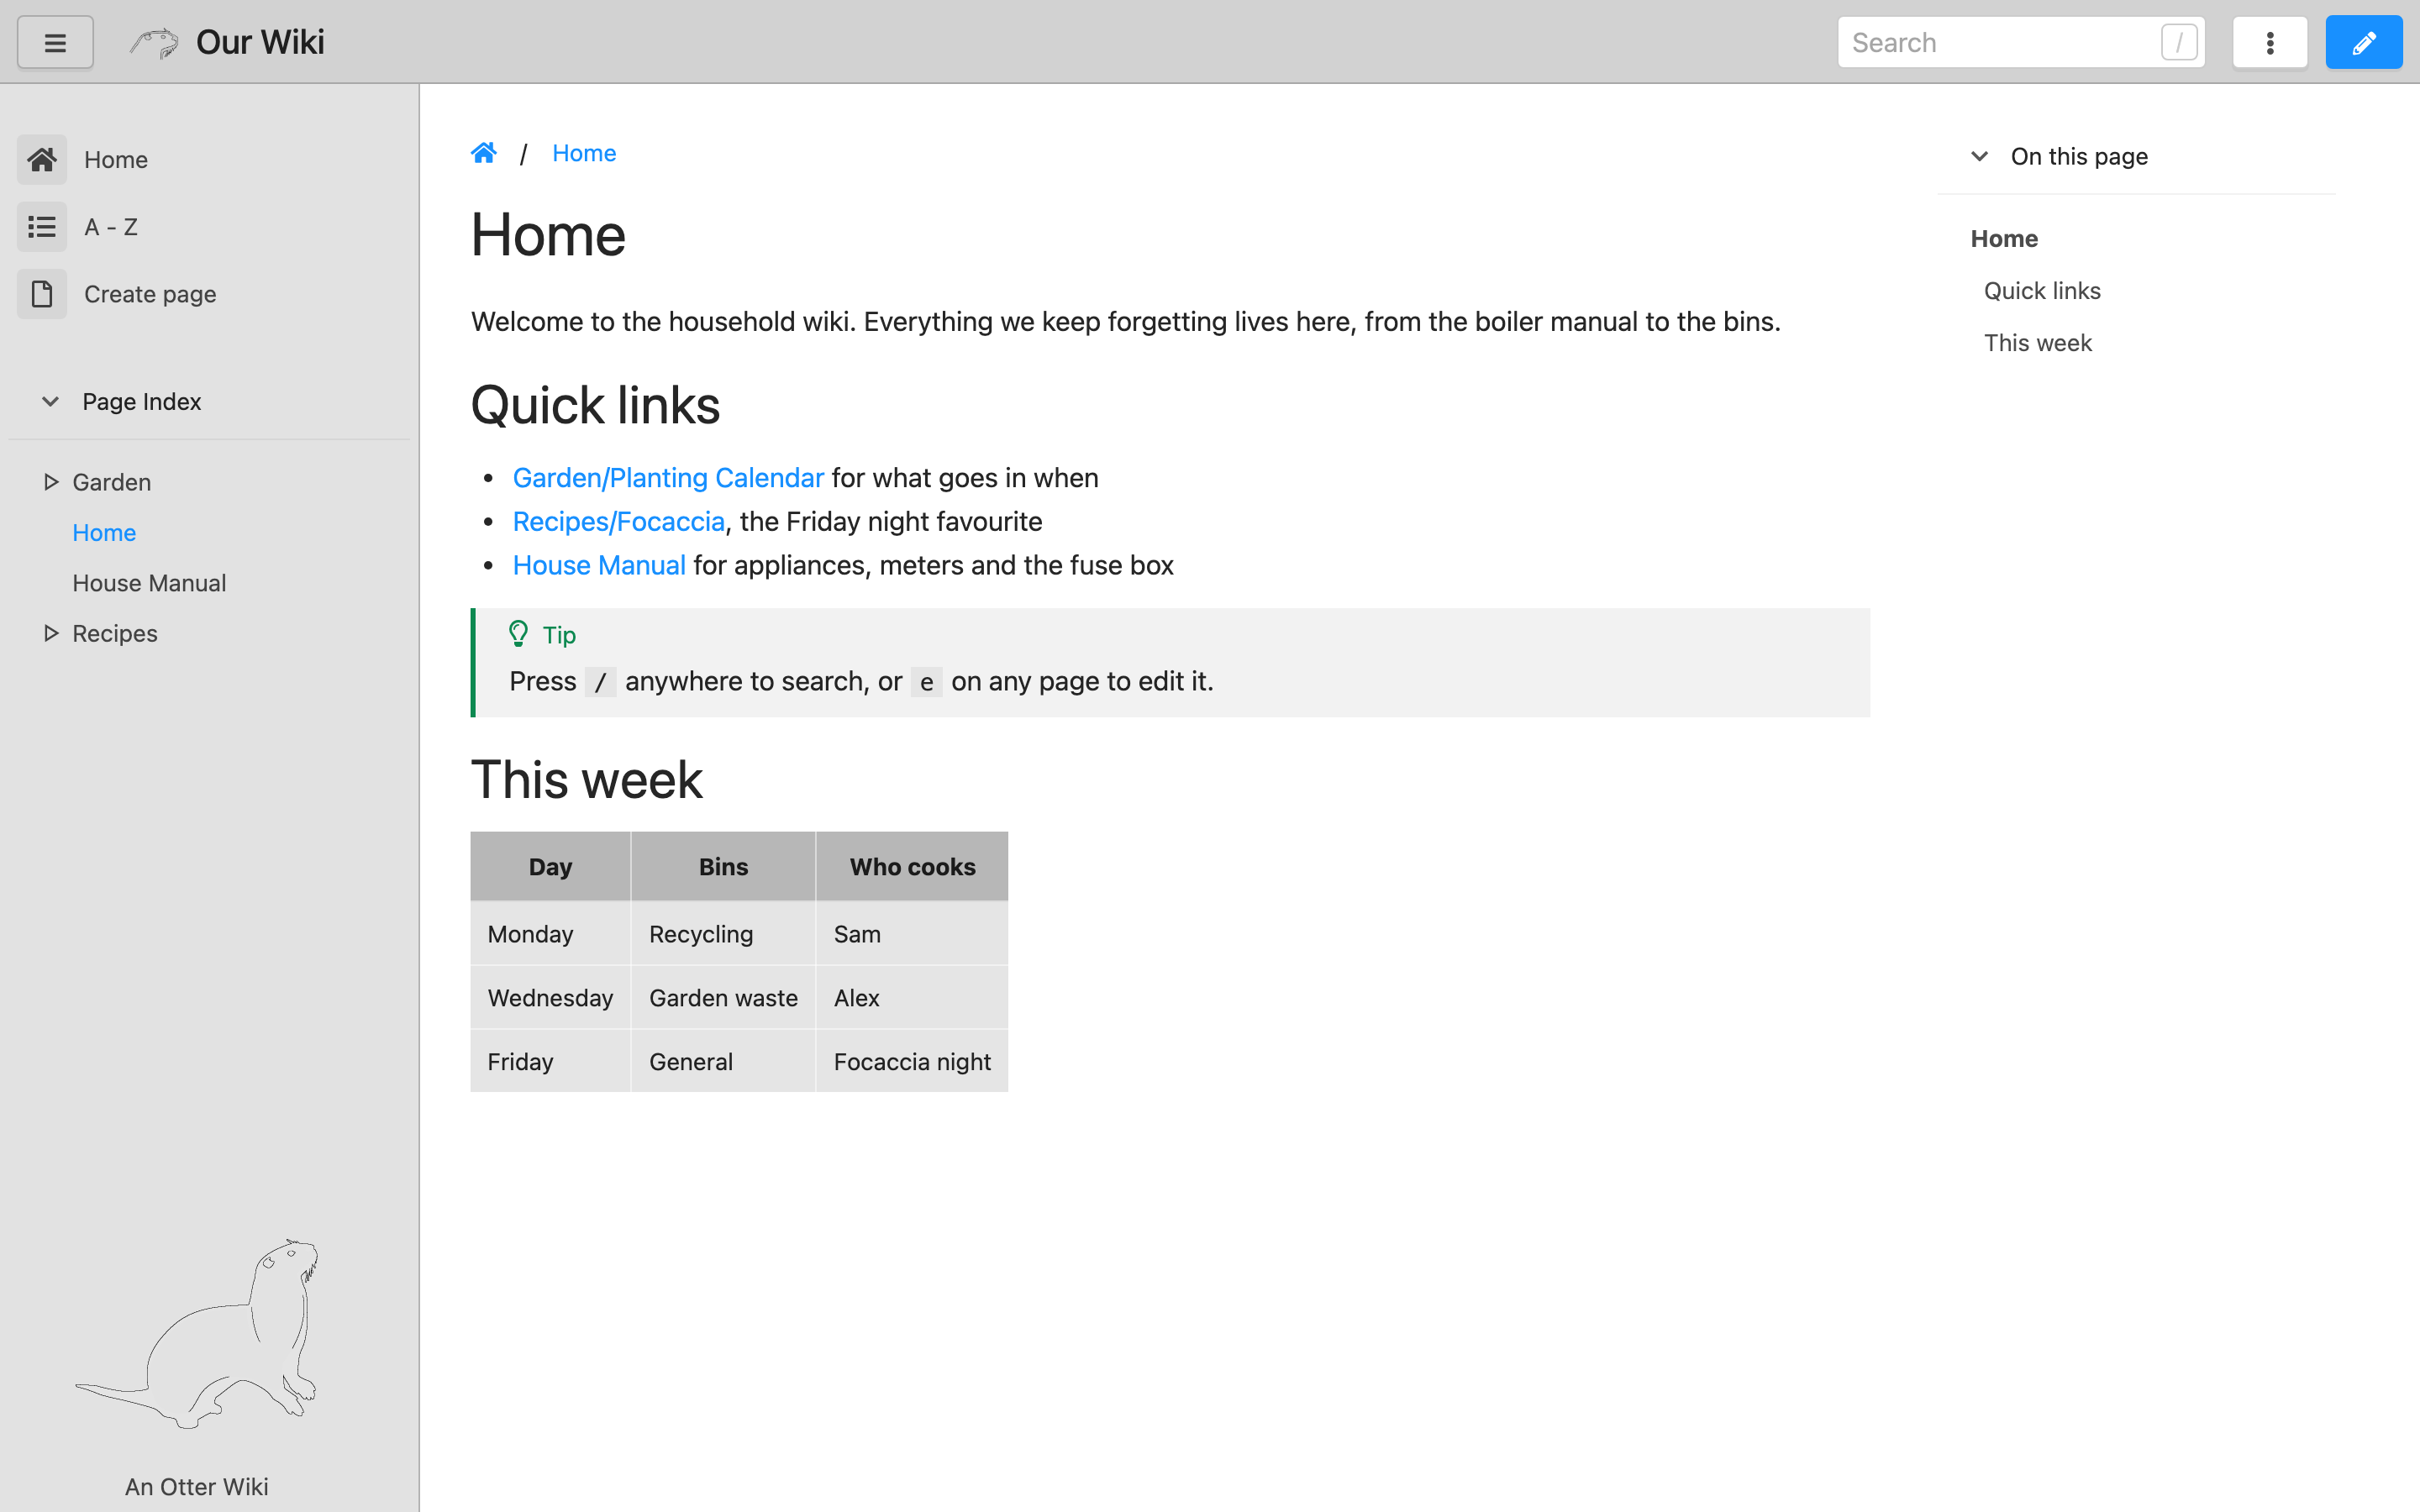 Our Wiki
Search /
Home
A - Z
Create page
Page Index
Garden
Home
House Manual
Recipes
An Otter Wiki
/ Home
Home
Welcome to the household wiki. Everything we keep forgetting lives here, from the boiler manual to the bins.
Quick links
Garden/Planting Calendar for what goes in when
Recipes/Focaccia, the Friday night favourite
House Manual for appliances, meters and the fuse box
Tip
Press / anywhere to search, or e on any page to edit it.
This week
Day Bins Who cooks
Monday Recycling Sam
Wednesday Garden waste Alex
Friday General Focaccia night
On this page
Home
Quick links
This week